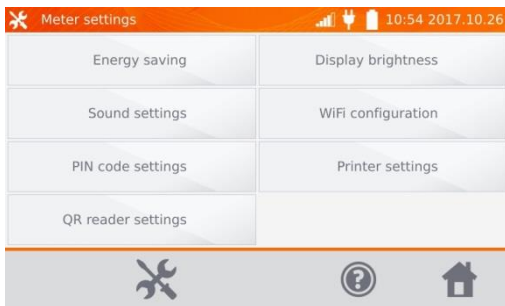 Meter settings 10:54 2017.10.26
Energy saving Display brightness
Sound settings WiFi configuration
PIN code settings Printer settings
QR reader settings
?